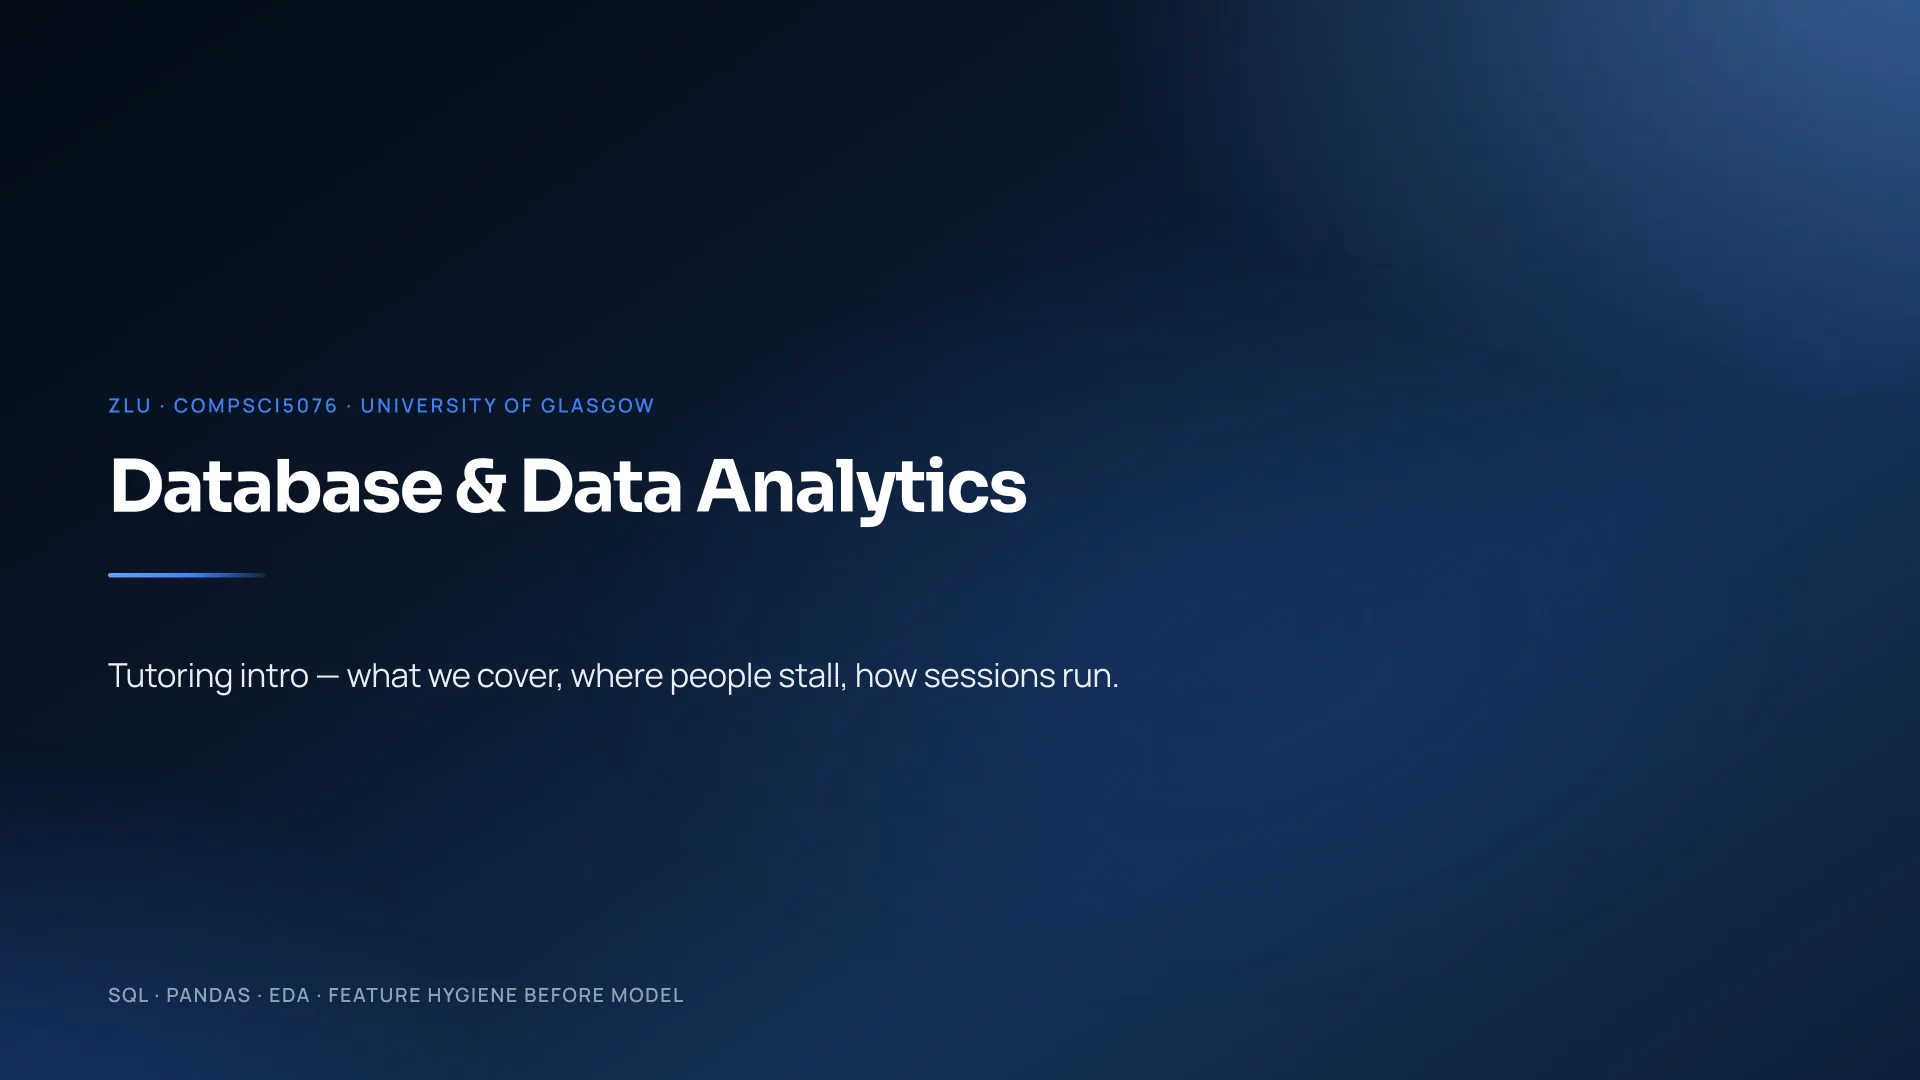 ZLU · COMPSCI5076 · UNIVERSITY OF GLASGOW
Database & Data Analytics
Tutoring intro — what we cover, where people stall, how sessions run.
SQL · PANDAS · EDA · FEATURE HYGIENE BEFORE MODEL